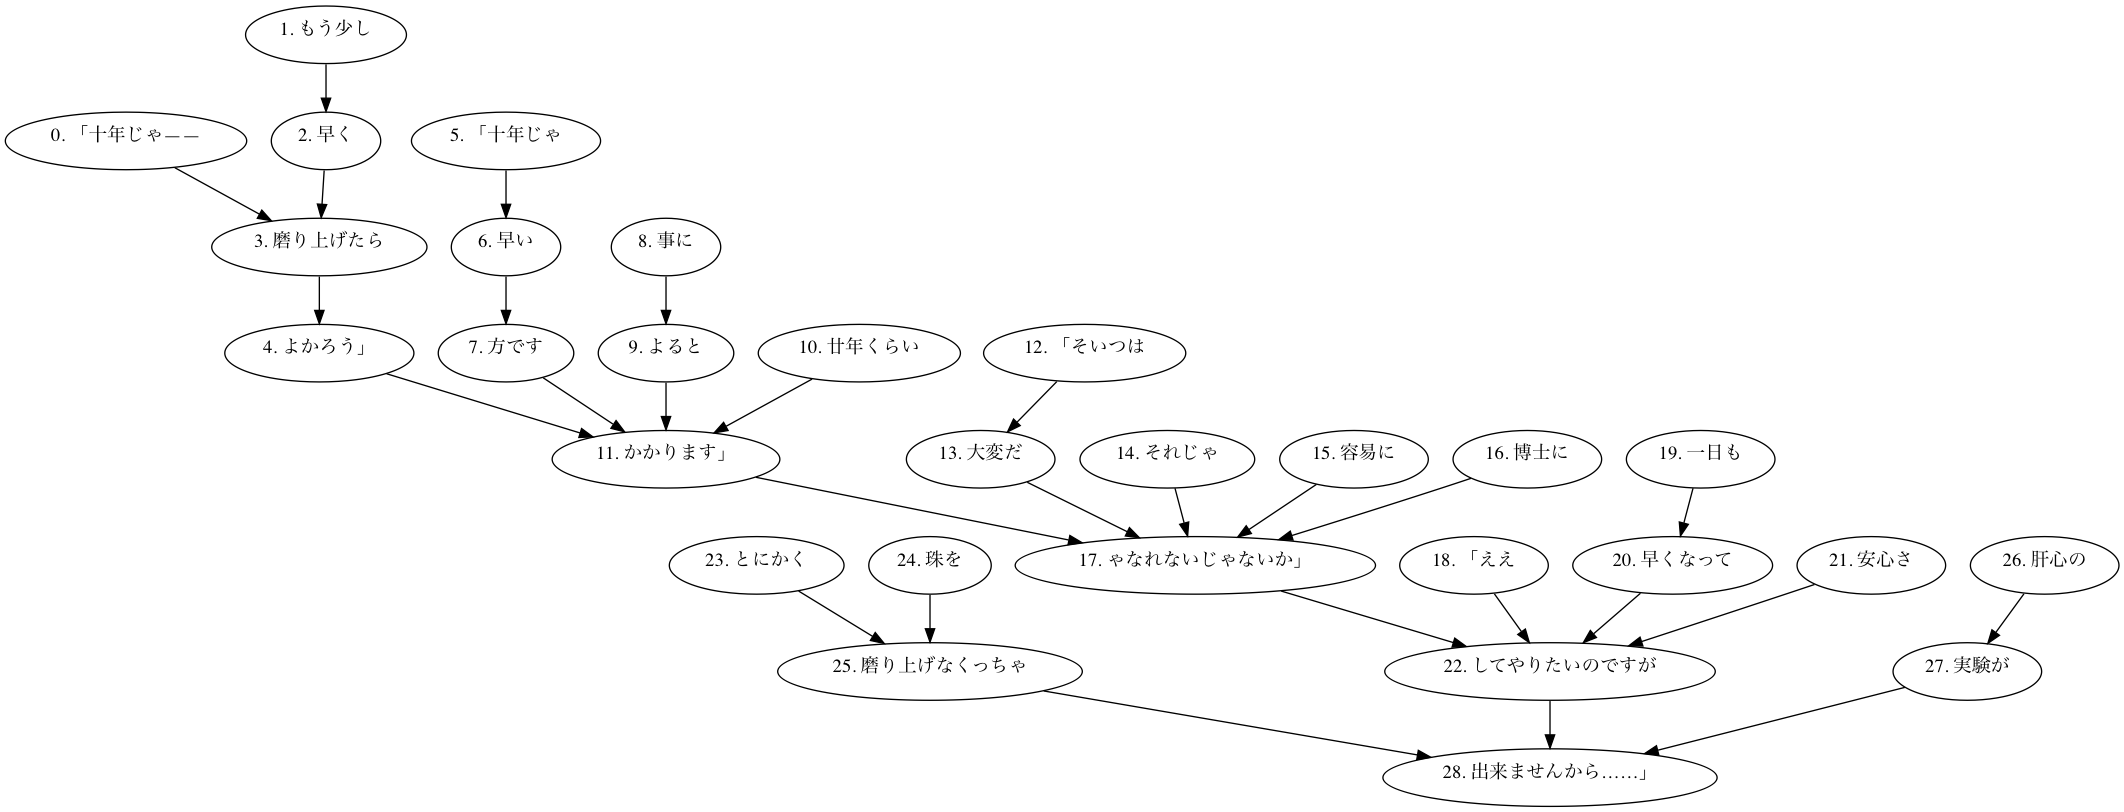 0. 「十年じゃ――
1. もう少し
2. 早く
3. 磨り上げたら
4. よかろう」
5. 「十年じゃ
6. 早い
7. 方です
8. 事に
9. よると
10. 廿年くらい
11. かかります」
12. 「そいつは
13. 大変だ
14. それじゃ
15. 容易に
16. 博士に
17. ゃなれないじゃないか」
18. 「ええ
19. 一日も
20. 早くなって
21. 安心さ
22. してやりたいのですが
23. とにかく
24. 珠を
25. 磨り上げなくっちゃ
26. 肝心の
27. 実験が
28. 出来ませんから……」